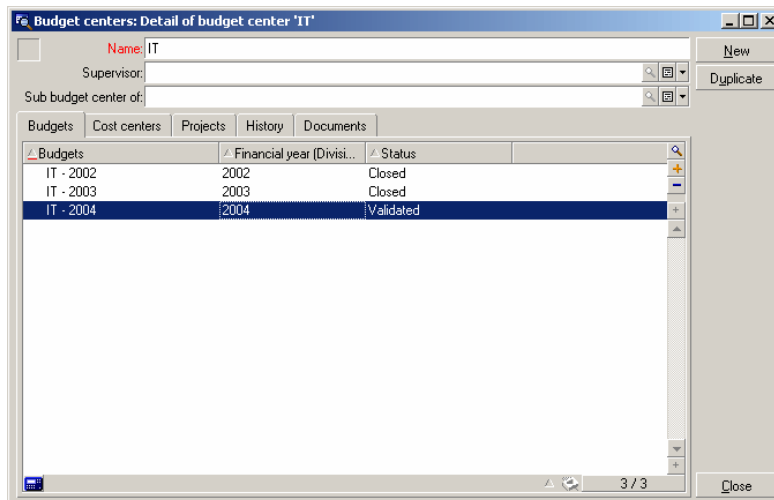 Budget centers: Detail of budget center 'IT'
Name: IT
New
Supervisor:
Duplicate
Sub budget center of:
Budgets Cost centers Projects History Documents
Budgets Financial year (Divisi... Status
IT - 2002 2002 Closed
IT - 2003 2003 Closed
IT - 2004 2004 Validated
3 / 3
Close